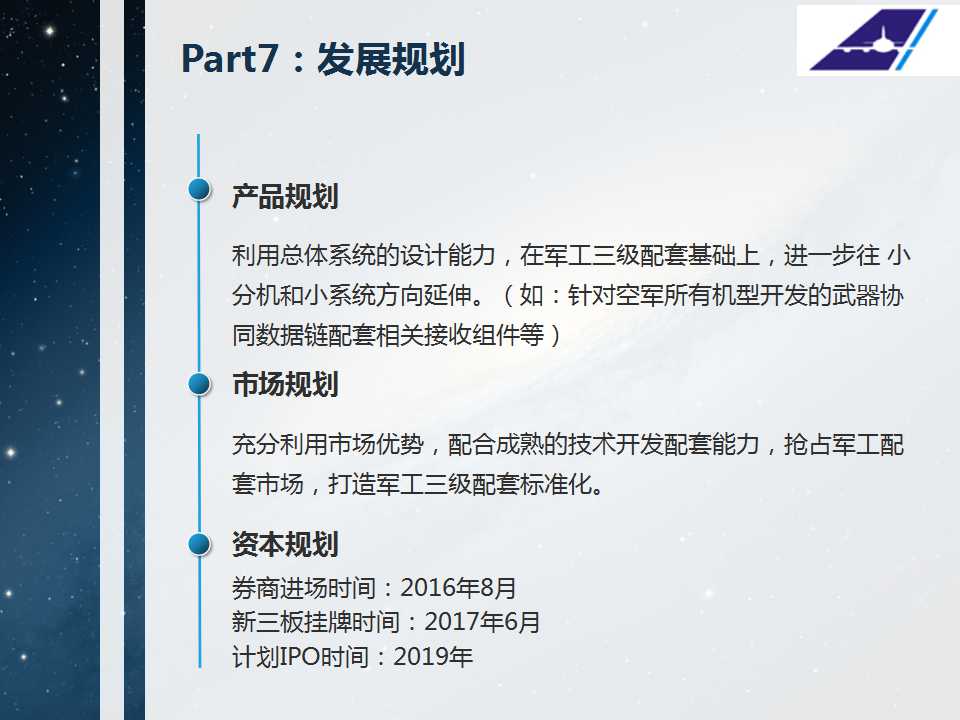 Part7：发展规划
产品规划
利用总体系统的设计能力，在军工三级配套基础上，进一步往 小
分机和小系统方向延伸。（如：针对空军所有机型开发的武器协
同数据链配套相关接收组件等）
市场规划
充分利用市场优势，配合成熟的技术开发配套能力，抢占军工配
套市场，打造军工三级配套标准化。
资本规划
券商进场时间：2016年8月
新三板挂牌时间：2017年6月
计划IPO时间：2019年